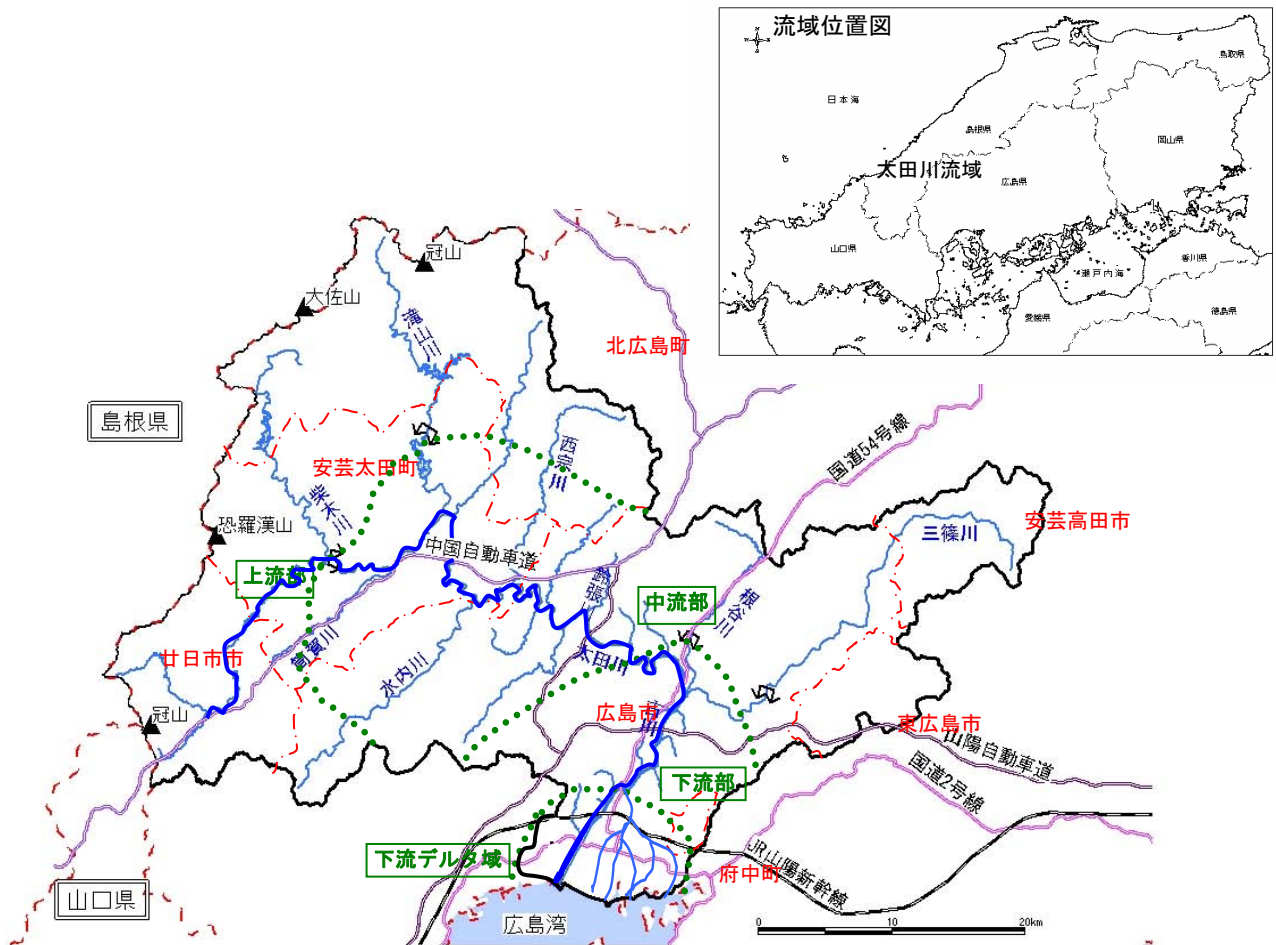 流域位置図
鳥取県
日本海
島根県
岡山県
太田川流域
広島県
山口県
香川県
瀬戸内海
愛媛県
徳島県
冠山
大佐山
滝山川
北広島町
島根県
国道54号線
安芸太田町
西宗川
柴木川
安芸高田市
三篠川
恐羅漢山
中国自動車道
上流部
鈴張川
中流部
根谷川
筒賀川
太田川
廿日市市
水内川
冠山
広島市
東広島市
山陽自動車道
国道2号線
下流部
下流デルタ域
JR山陽新幹線
府中町
山口県
広島湾
0 10 20km